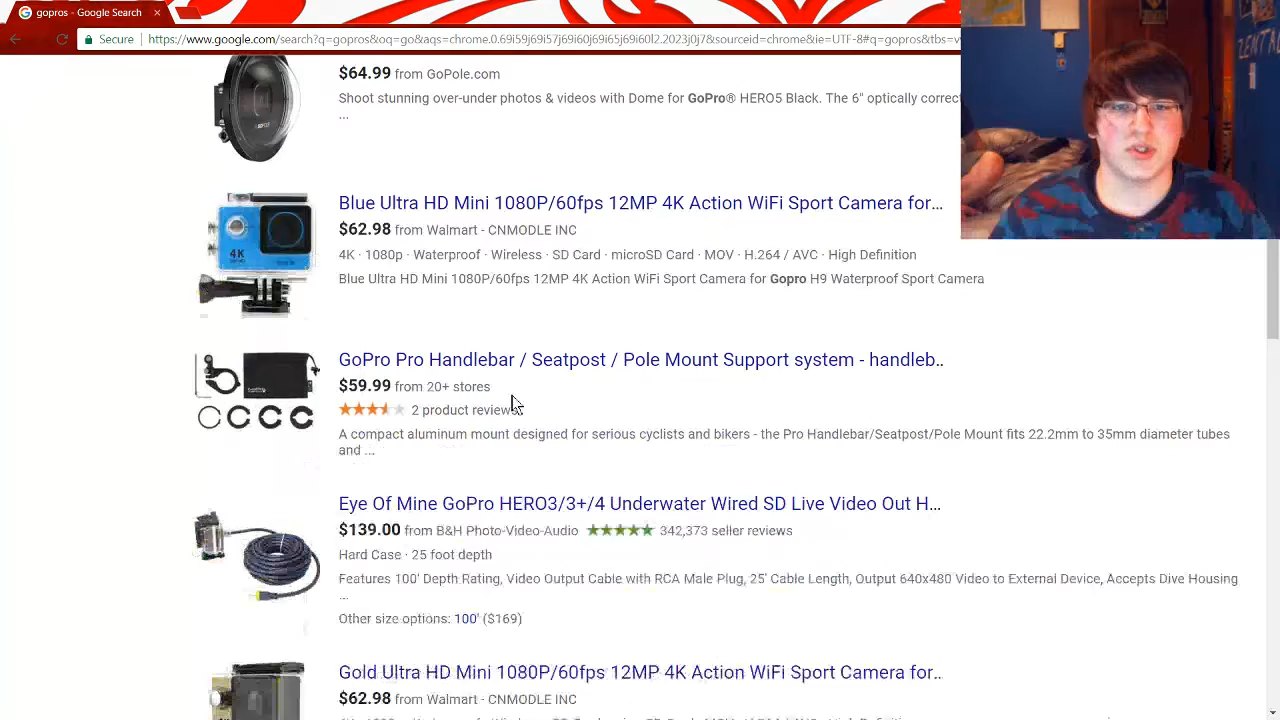 gopros - Google Search
Secure
https://www.google.com/search?q=gopros&oq=go&aqs=chrome.0.69i59j69i57j69i60j69i65j69i60l2.2023j0j7&sourceid=chrome&ie=UTF-8#q=gopros&tbs=v
$64.99 from GoPole.com
Shoot stunning over-under photos & videos with Dome for GoPro® HERO5 Black. The 6" optically correct
...
Blue Ultra HD Mini 1080P/60fps 12MP 4K Action WiFi Sport Camera for...
$62.98 from Walmart - CNMODLE INC
4K · 1080p · Waterproof · Wireless · SD Card · microSD Card · MOV · H.264 / AVC · High Definition
Blue Ultra HD Mini 1080P/60fps 12MP 4K Action WiFi Sport Camera for Gopro H9 Waterproof Sport Camera
4K
GoPro Pro Handlebar / Seatpost / Pole Mount Support system - handleb...
$59.99 from 20+ stores
2 product reviews
A compact aluminum mount designed for serious cyclists and bikers - the Pro Handlebar/Seatpost/Pole Mount fits 22.2mm to 35mm diameter tubes
and ...
Eye Of Mine GoPro HERO3/3+/4 Underwater Wired SD Live Video Out H...
$139.00 from B&H Photo-Video-Audio 342,373 seller reviews
Hard Case · 25 foot depth
Features 100' Depth Rating, Video Output Cable with RCA Male Plug, 25' Cable Length, Output 640x480 Video to External Device, Accepts Dive Housing
...
Other size options: 100' ($169)
Gold Ultra HD Mini 1080P/60fps 12MP 4K Action WiFi Sport Camera for...
$62.98 from Walmart - CNMODLE INC